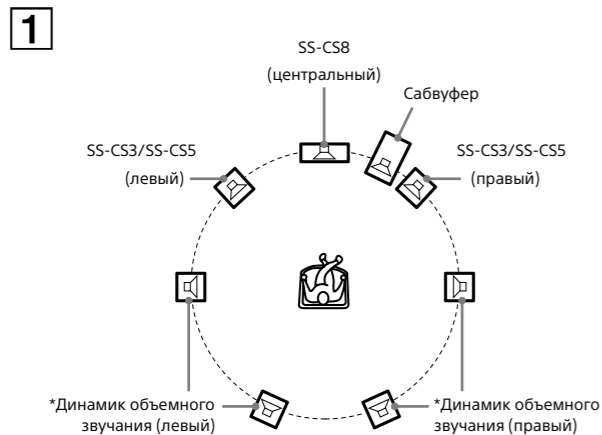 1
SS-CS8
(центральный)
Сабвуфер
SS-CS3/SS-CS5
(левый)
SS-CS3/SS-CS5
(правый)
*Динамик объемного
звучания (левый)
*Динамик объемного
звучания (правый)